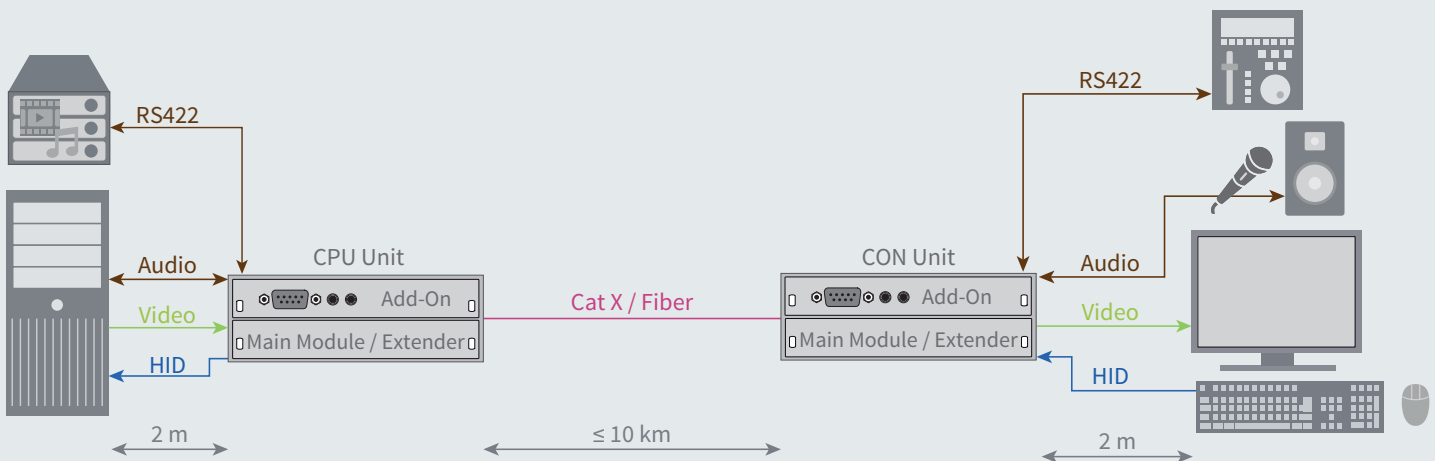 RS422
RS422
CPU Unit
CON Unit
Audio
Audio
Add-On
Cat X / Fiber
Add-On
Video
Video
Main Module / Extender
Main Module / Extender
HID
HID
2 m
≤ 10 km
2 m